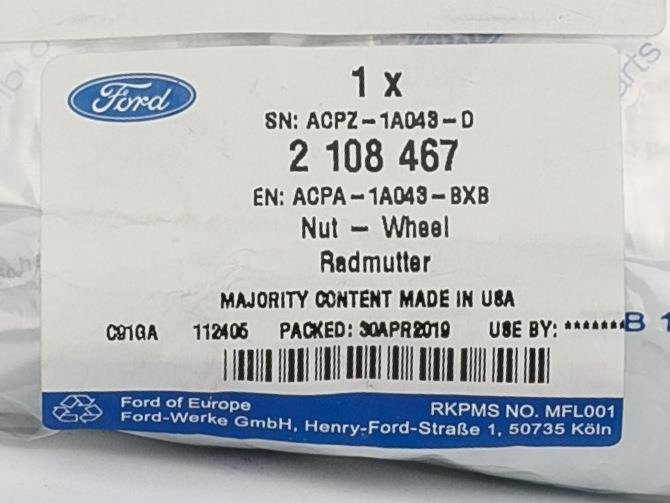 Ford
1 x
SN: ACPZ-1A043-D
2 108 467
EN: ACPA-1A043-BXB
Nut - Wheel
Radmutter
MAJORITY CONTENT MADE IN USA
C91GA 112405 PACKED: 30APR2019 USE BY: *******
B 1
Ford of Europe
Ford-Werke GmbH, Henry-Ford-Straße 1, 50735 Köln
RKPMS NO. MFL001